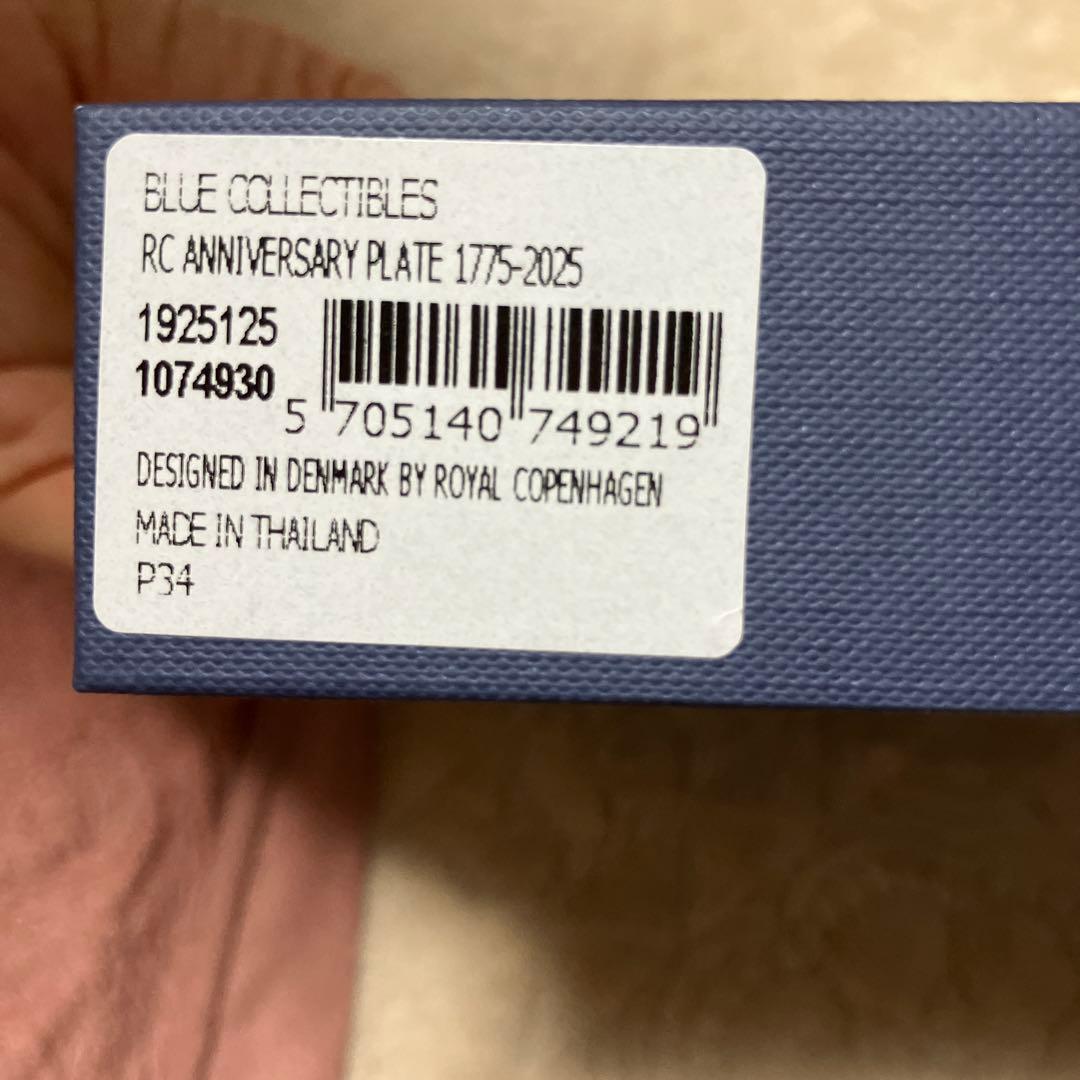 BLUE COLLECTIBLES
RC ANNIVERSARY PLATE 1775-2025
1925125
1074930
5 705140 749219
DESIGNED IN DENMARK BY ROYAL COPENHAGEN
MADE IN THAILAND
P34